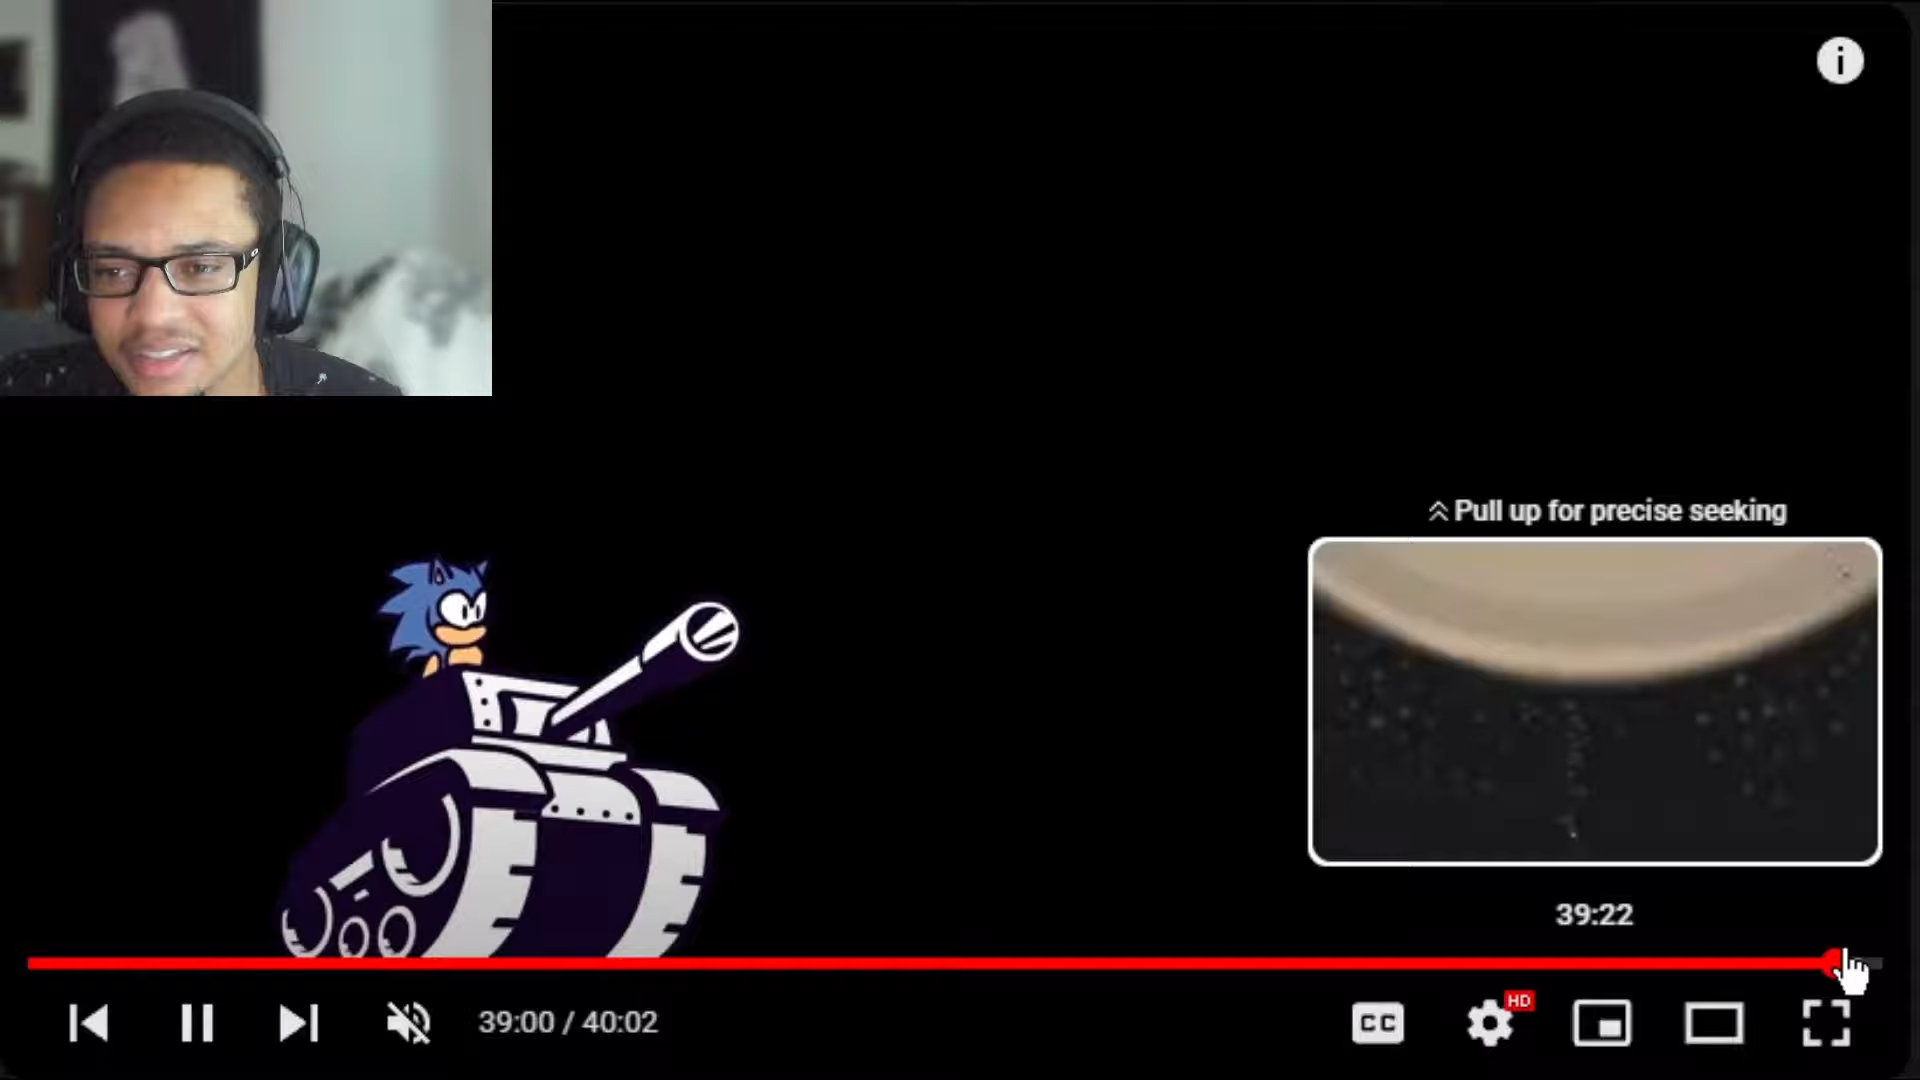 i
Pull up for precise seeking
39:22
39:00 / 40:02
CC
HD